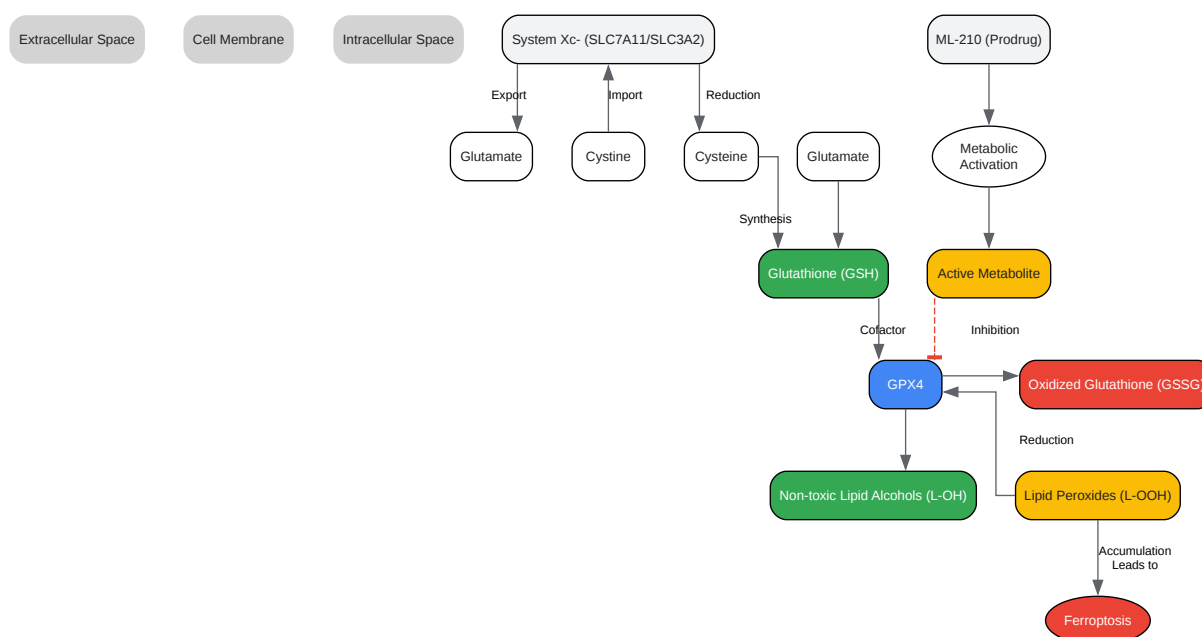 Extracellular Space
Cell Membrane
Intracellular Space
System Xc- (SLC7A11/SLC3A2)
ML-210 (Prodrug)
Export
Import
Reduction
Glutamate
Cystine
Cysteine
Glutamate
Metabolic
Activation
Synthesis
Glutathione (GSH)
Active Metabolite
Cofactor
Inhibition
GPX4
Oxidized Glutathione (GSSG)
Reduction
Non-toxic Lipid Alcohols (L-OH)
Lipid Peroxides (L-OOH)
Accumulation
Leads to
Ferroptosis